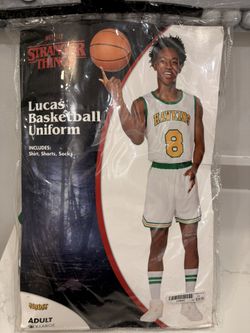 STRANGER
THINGS
Lucas
Basketball
Uniform
INCLUDES:
Shirt, Shorts, Socks
HAWKINS
8
ADULT